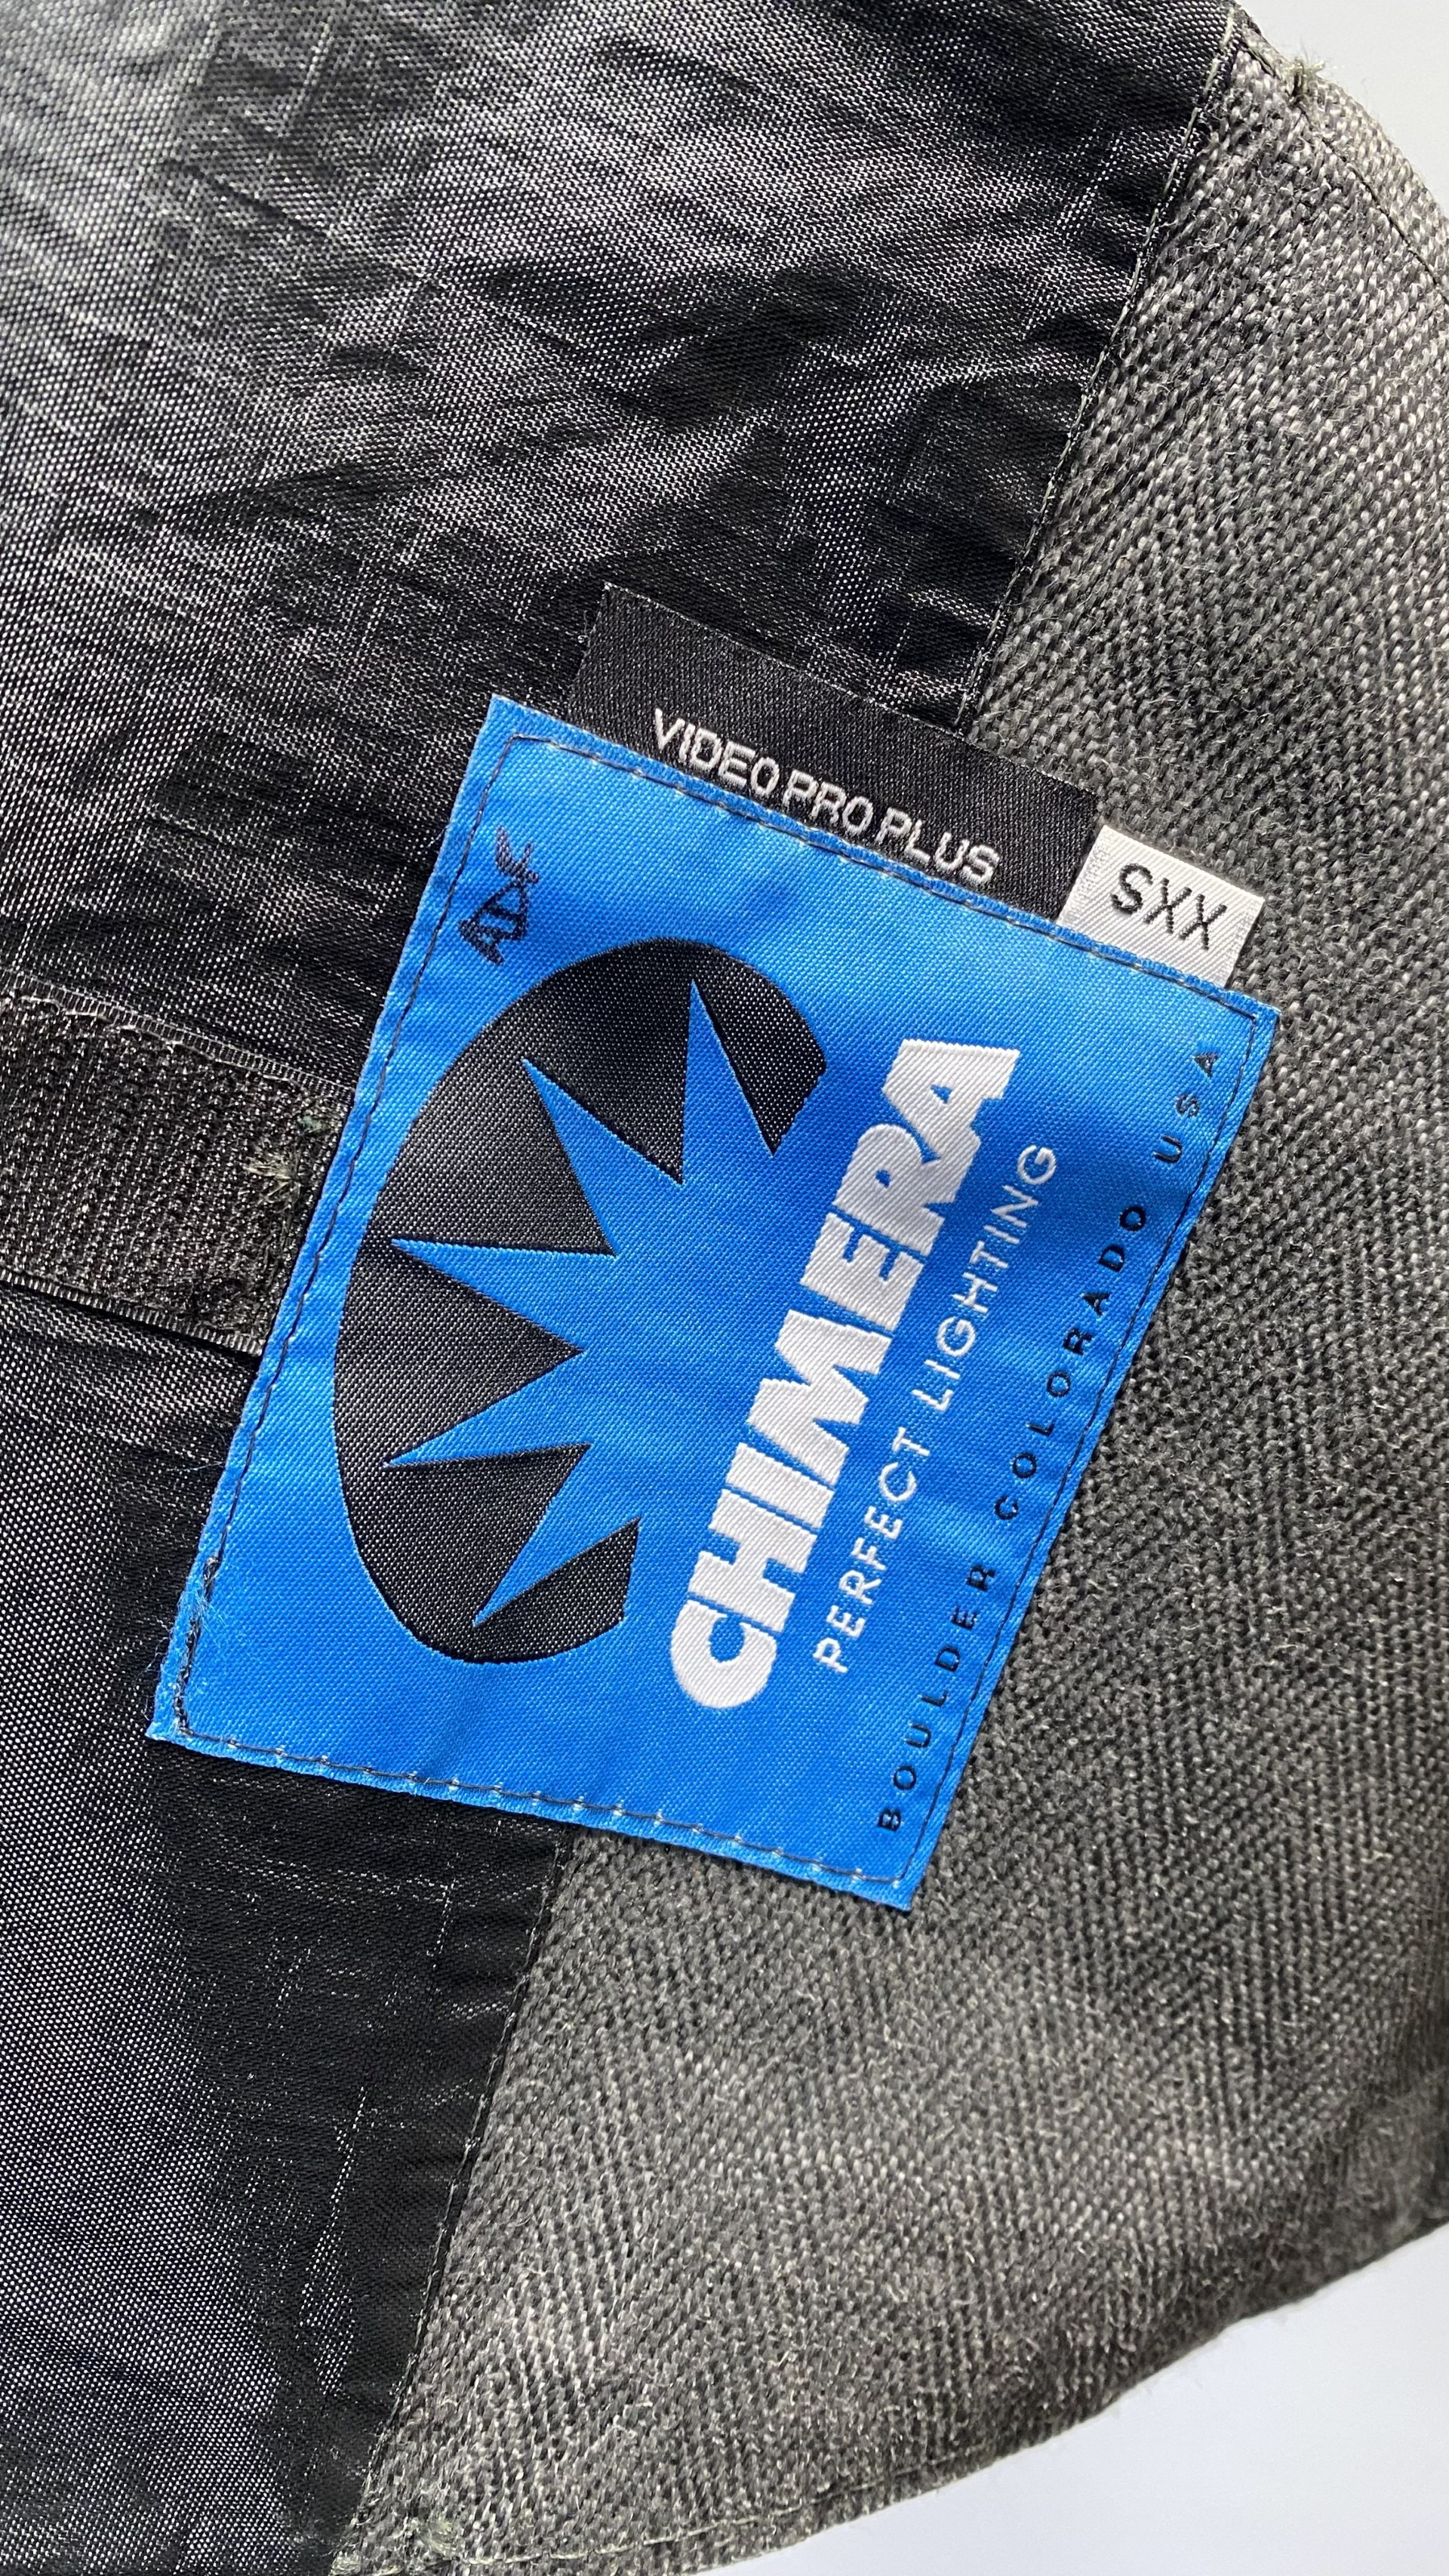 VIDEO PRO PLUS
SXX
CHIMERA
PERFECT LIGHTING
BOULDER COLORADO USA